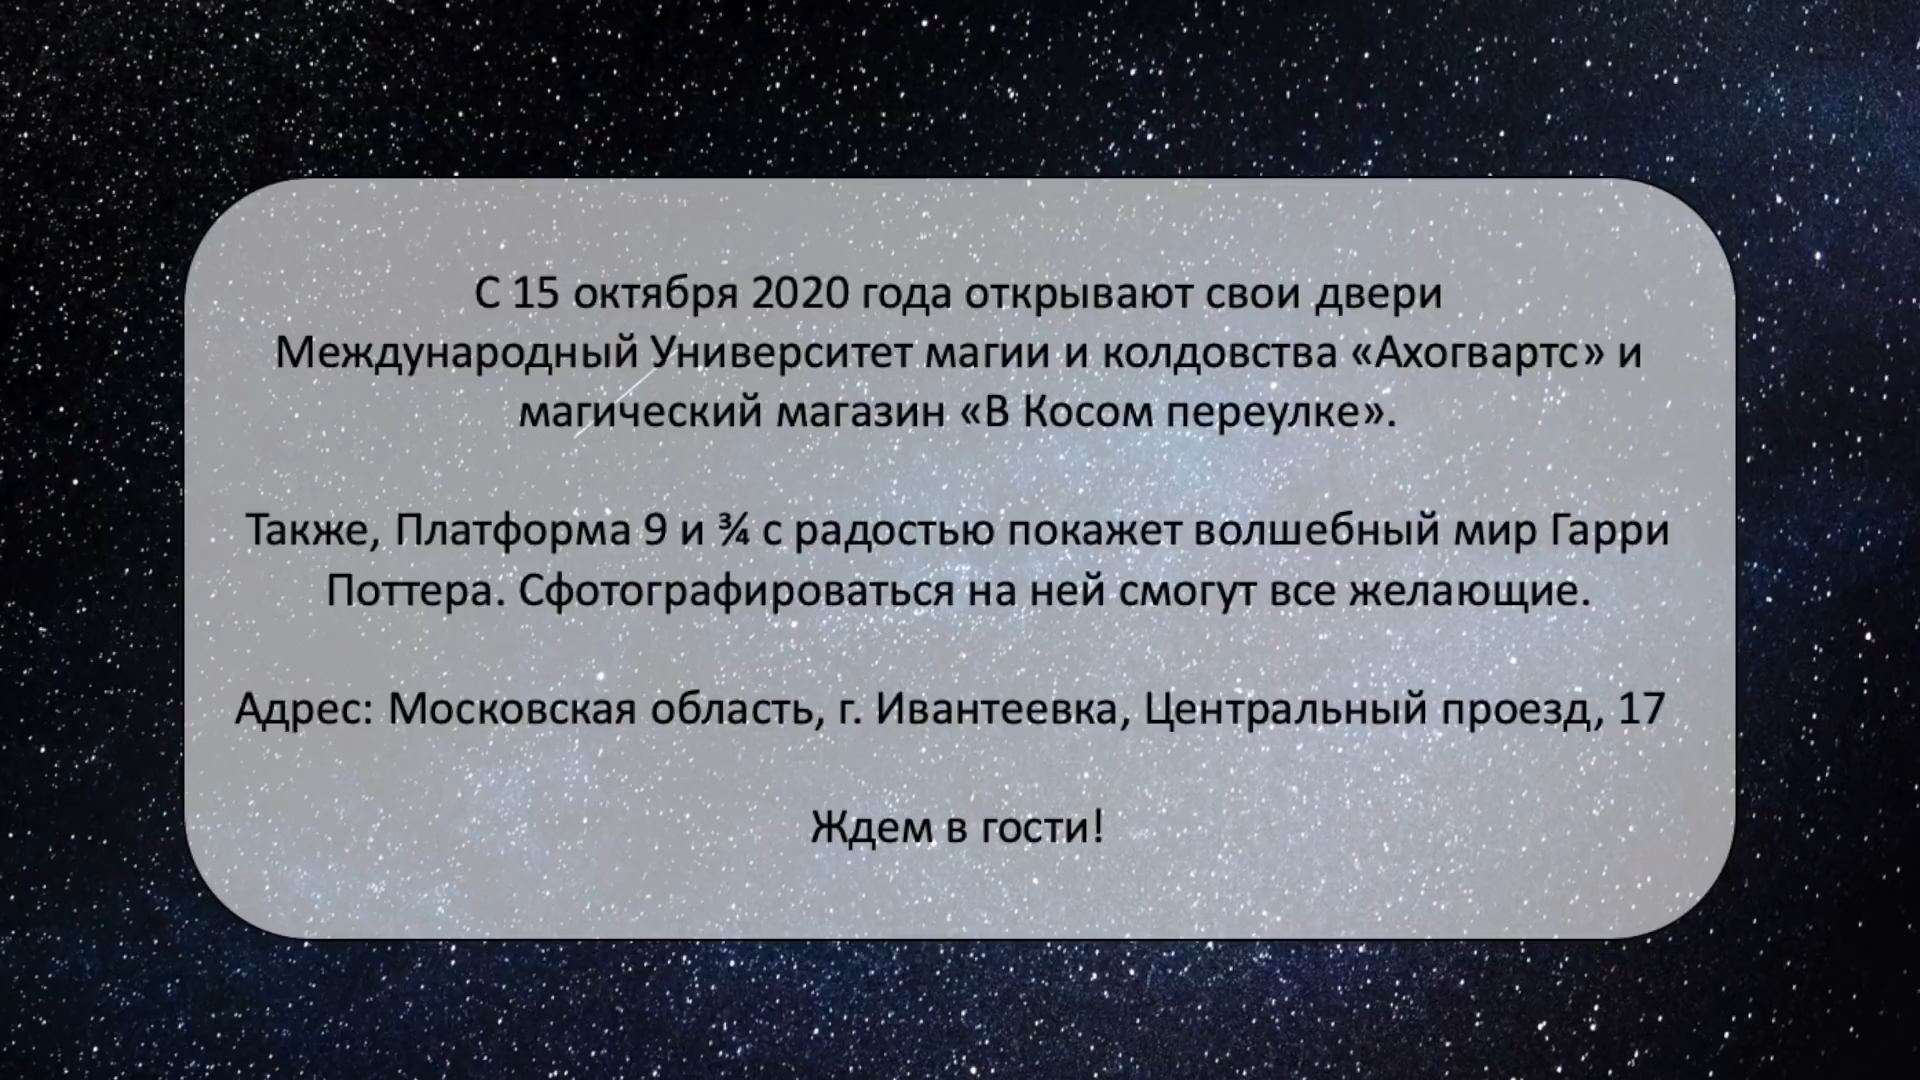 С 15 октября 2020 года открывают свои двери
Международный Университет магии и колдовства «Ахогвартс» и
магический магазин «В Косом переулке».
Также, Платформа 9 и ¾ с радостью покажет волшебный мир Гарри
Поттера. Сфотографироваться на ней смогут все желающие.
Адрес: Московская область, г. Ивантеевка, Центральный проезд, 17
Ждем в гости!